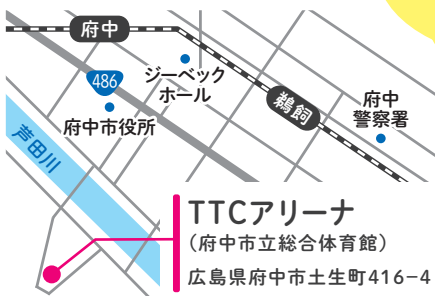 府中
486
ジーベック
ホール
鵜飼
府中
警察署
府中市役所
芦田川
TTCアリーナ
(府中市立総合体育館)
広島県府中市土生町416-4